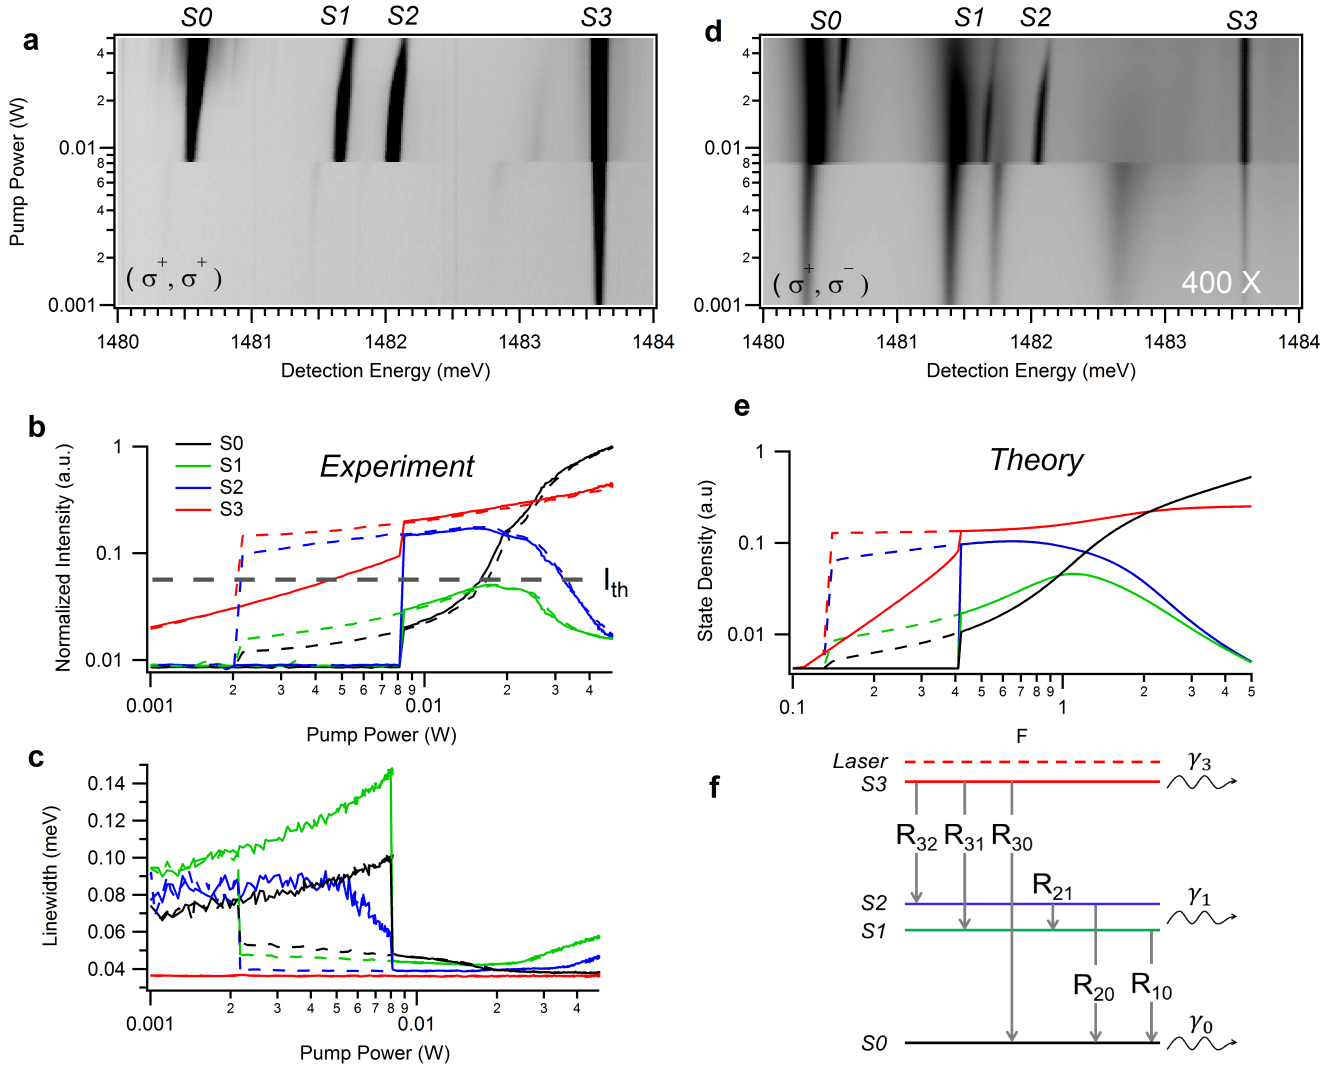 a
S0 S1 S2 S3
Pump Power (W)
4
2
0.01
8
6
4
2
0.001
( σ+, σ+ )
1480 1481 1482 1483 1484
Detection Energy (meV)
d
S0 S1 S2 S3
4
2
0.01
8
6
4
2
0.001
( σ+, σ− )
400 X
1480 1481 1482 1483 1484
Detection Energy (meV)
b
Normalized Intensity (a.u.)
1
0.1
0.01
S0
S1
S2
S3
Experiment
Ith
2 3 4 5 6 7 8 9 2 3 4
0.001 0.01
Pump Power (W)
e
State Density (a.u)
1
0.1
0.01
Theory
2 3 4 5 6 7 8 9 2 3 4 5
0.1 1
F
c
Linewidth (meV)
0.14
0.12
0.10
0.08
0.06
0.04
2 3 4 5 6 7 8 9 2 3 4
0.001 0.01
Pump Power (W)
f
Laser
S3 γ3
R32 R31 R30
R21
S2
S1 γ1
R20 R10
S0 γ0